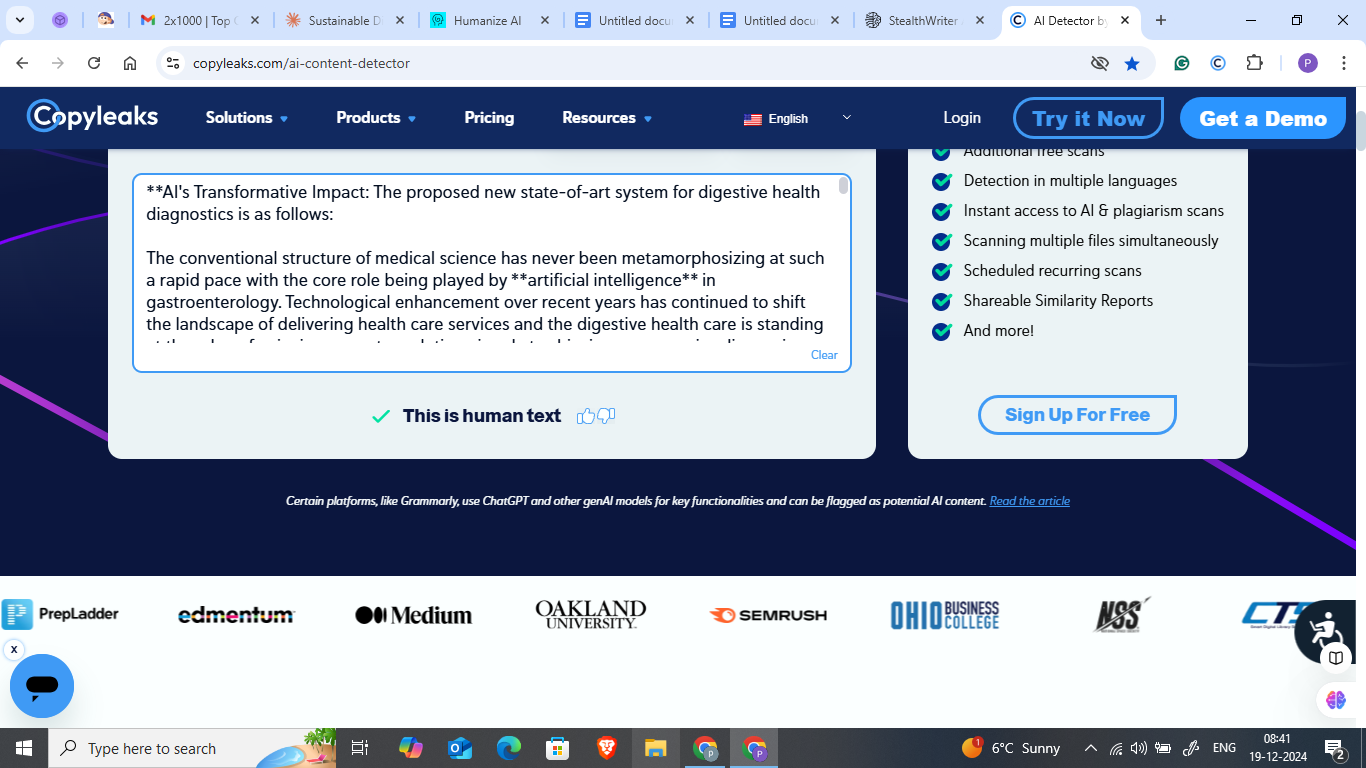 2x1000 | Top
Sustainable D
Humanize AI
Untitled docu
Untitled docu
StealthWriter
AI Detector by
copyleaks.com/ai-content-detector
P
Copyleaks
Solutions
Products
Pricing
Resources
English
Login
Try it Now
Get a Demo
Additional free scans
Detection in multiple languages
Instant access to AI & plagiarism scans
Scanning multiple files simultaneously
Scheduled recurring scans
Shareable Similarity Reports
And more!
Sign Up For Free
**AI's Transformative Impact: The proposed new state-of-art system for digestive health
diagnostics is as follows:
The conventional structure of medical science has never been metamorphosizing at such
a rapid pace with the core role being played by **artificial intelligence** in
gastroenterology. Technological enhancement over recent years has continued to shift
the landscape of delivering health care services and the digestive health care is standing
Clear
This is human text
Certain platforms, like Grammarly, use ChatGPT and other genAI models for key functionalities and can be flagged as potential AI content. Read the article
PrepLadder
edmentum
Medium
OAKLAND
UNIVERSITY.
SEMRUSH
OHIO BUSINESS
COLLEGE
NSS
CTS
x
Type here to search
1
6°C Sunny
ENG
08:41
19-12-2024
2